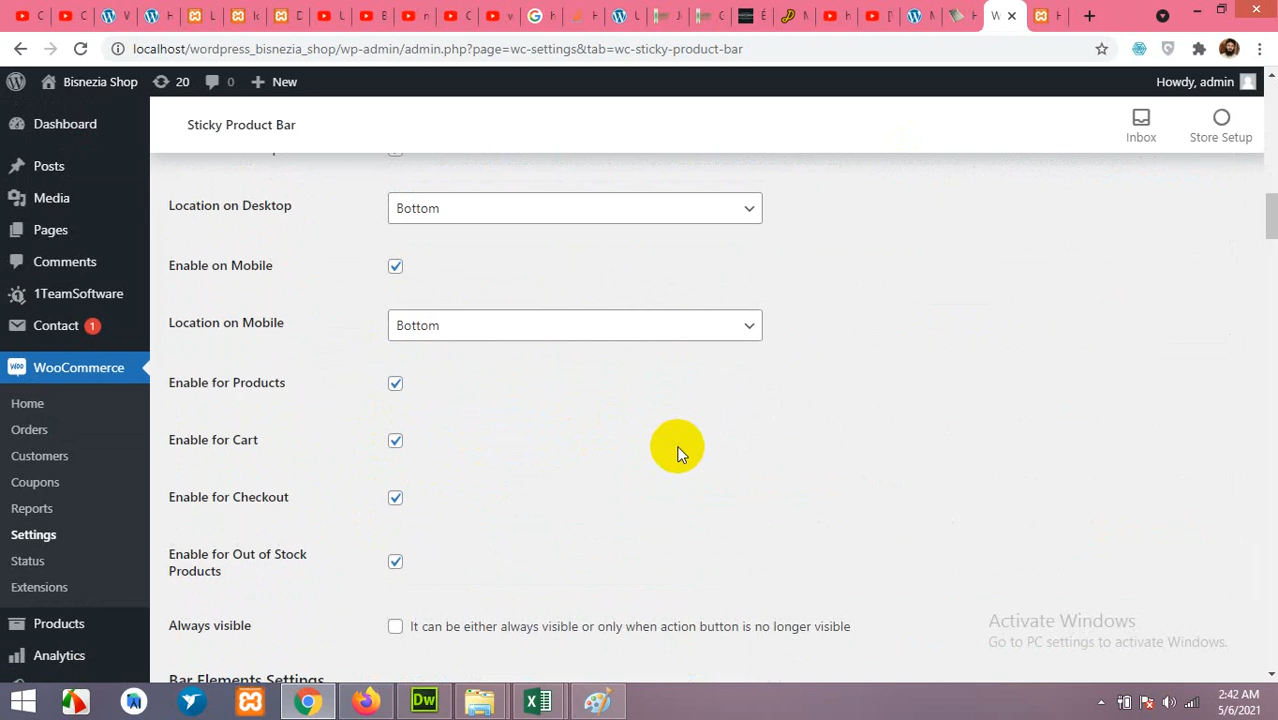 localhost/wordpress_bisnezia_shop/wp-admin/admin.php?page=wc-settings&tab=wc-sticky-product-bar
Bisnezia Shop 20 0 New Howdy, admin
Dashboard
Posts
Media
Pages
Comments
1TeamSoftware
Contact 1
WooCommerce
Home
Orders
Customers
Coupons
Reports
Settings
Status
Extensions
Products
Analytics
Sticky Product Bar
Inbox
Store Setup
Location on Desktop
Bottom
Enable on Mobile
Location on Mobile
Bottom
Enable for Products
Enable for Cart
Enable for Checkout
Enable for Out of Stock
Products
Always visible
It can be either always visible or only when action button is no longer visible
Bar Elements Settings
Activate Windows
Go to PC settings to activate Windows.
Dw
2:42 AM
5/6/2021